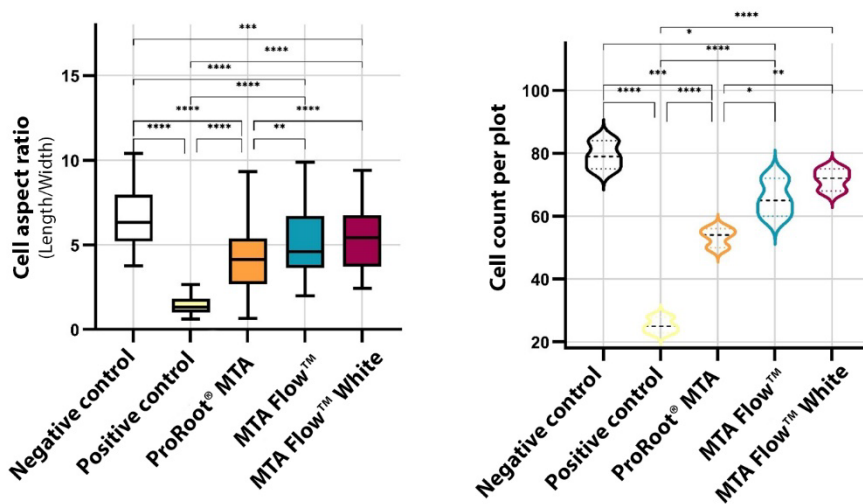 Cell aspect ratio
(Length/Width)
15
10
5
0
***
****
****
****
****
****
****
****
**
Negative control
Positive control
ProRoot® MTA
MTA Flow™
MTA Flow™ White
Cell count per plot
100
80
60
40
20
****
*
****
***
**
****
****
*
Negative control
Positive control
ProRoot® MTA
MTA Flow™
MTA Flow™ White